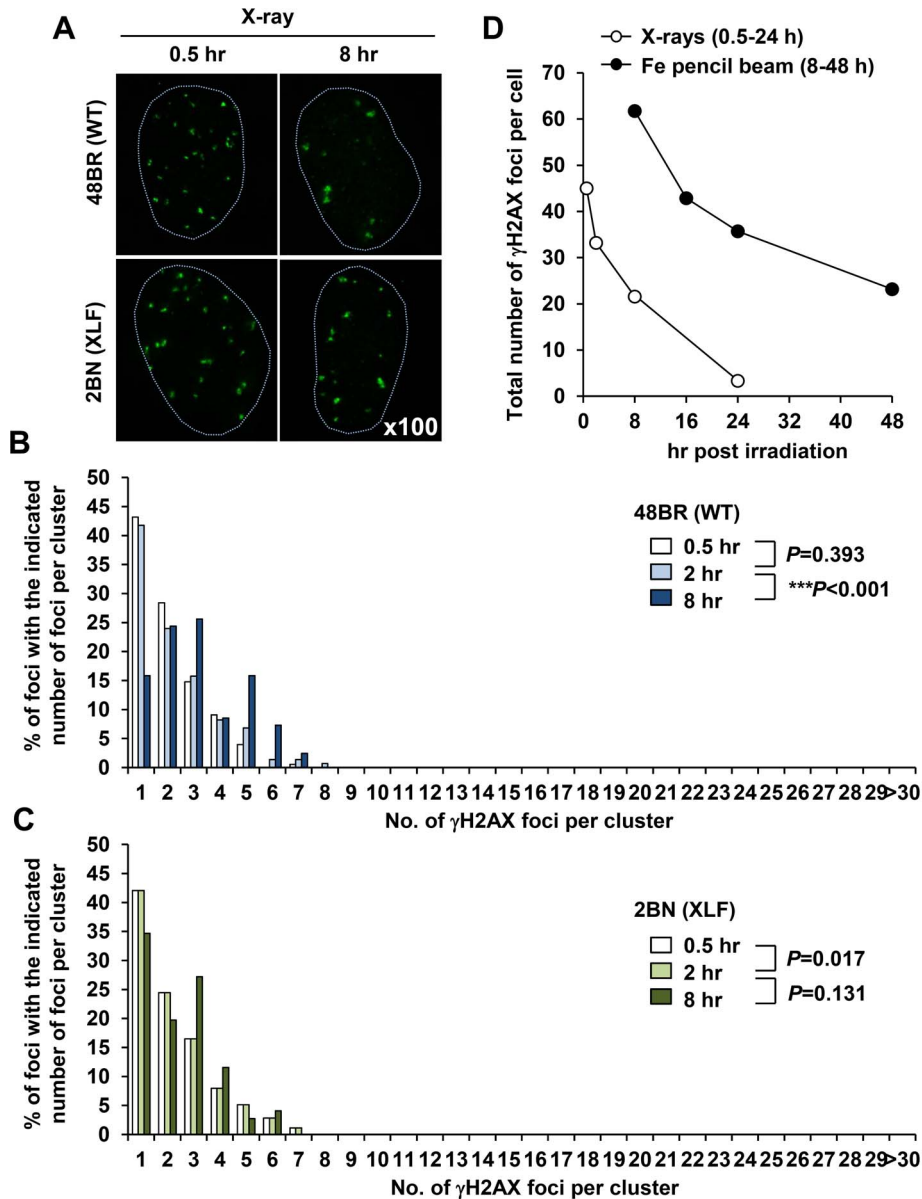 A
X-ray
0.5 hr 8 hr
48BR (WT)
2BN (XLF)
x100
D
X-rays (0.5-24 h)
Fe pencil beam (8-48 h)
Total number of γH2AX foci per cell
70
60
50
40
30
20
10
0
0 8 16 24 32 40 48
hr post irradiation
B
% of foci with the indicated
number of foci per cluster
50
45
40
35
30
25
20
15
10
5
0
1 2 3 4 5 6 7 8 9 10 11 12 13 14 15 16 17 18 19 20 21 22 23 24 25 26 27 28 29 >30
No. of γH2AX foci per cluster
48BR (WT)
0.5 hr
2 hr
8 hr
P=0.393
***P<0.001
C
% of foci with the indicated
number of foci per cluster
50
45
40
35
30
25
20
15
10
5
0
1 2 3 4 5 6 7 8 9 10 11 12 13 14 15 16 17 18 19 20 21 22 23 24 25 26 27 28 29 >30
No. of γH2AX foci per cluster
2BN (XLF)
0.5 hr
2 hr
8 hr
P=0.017
P=0.131